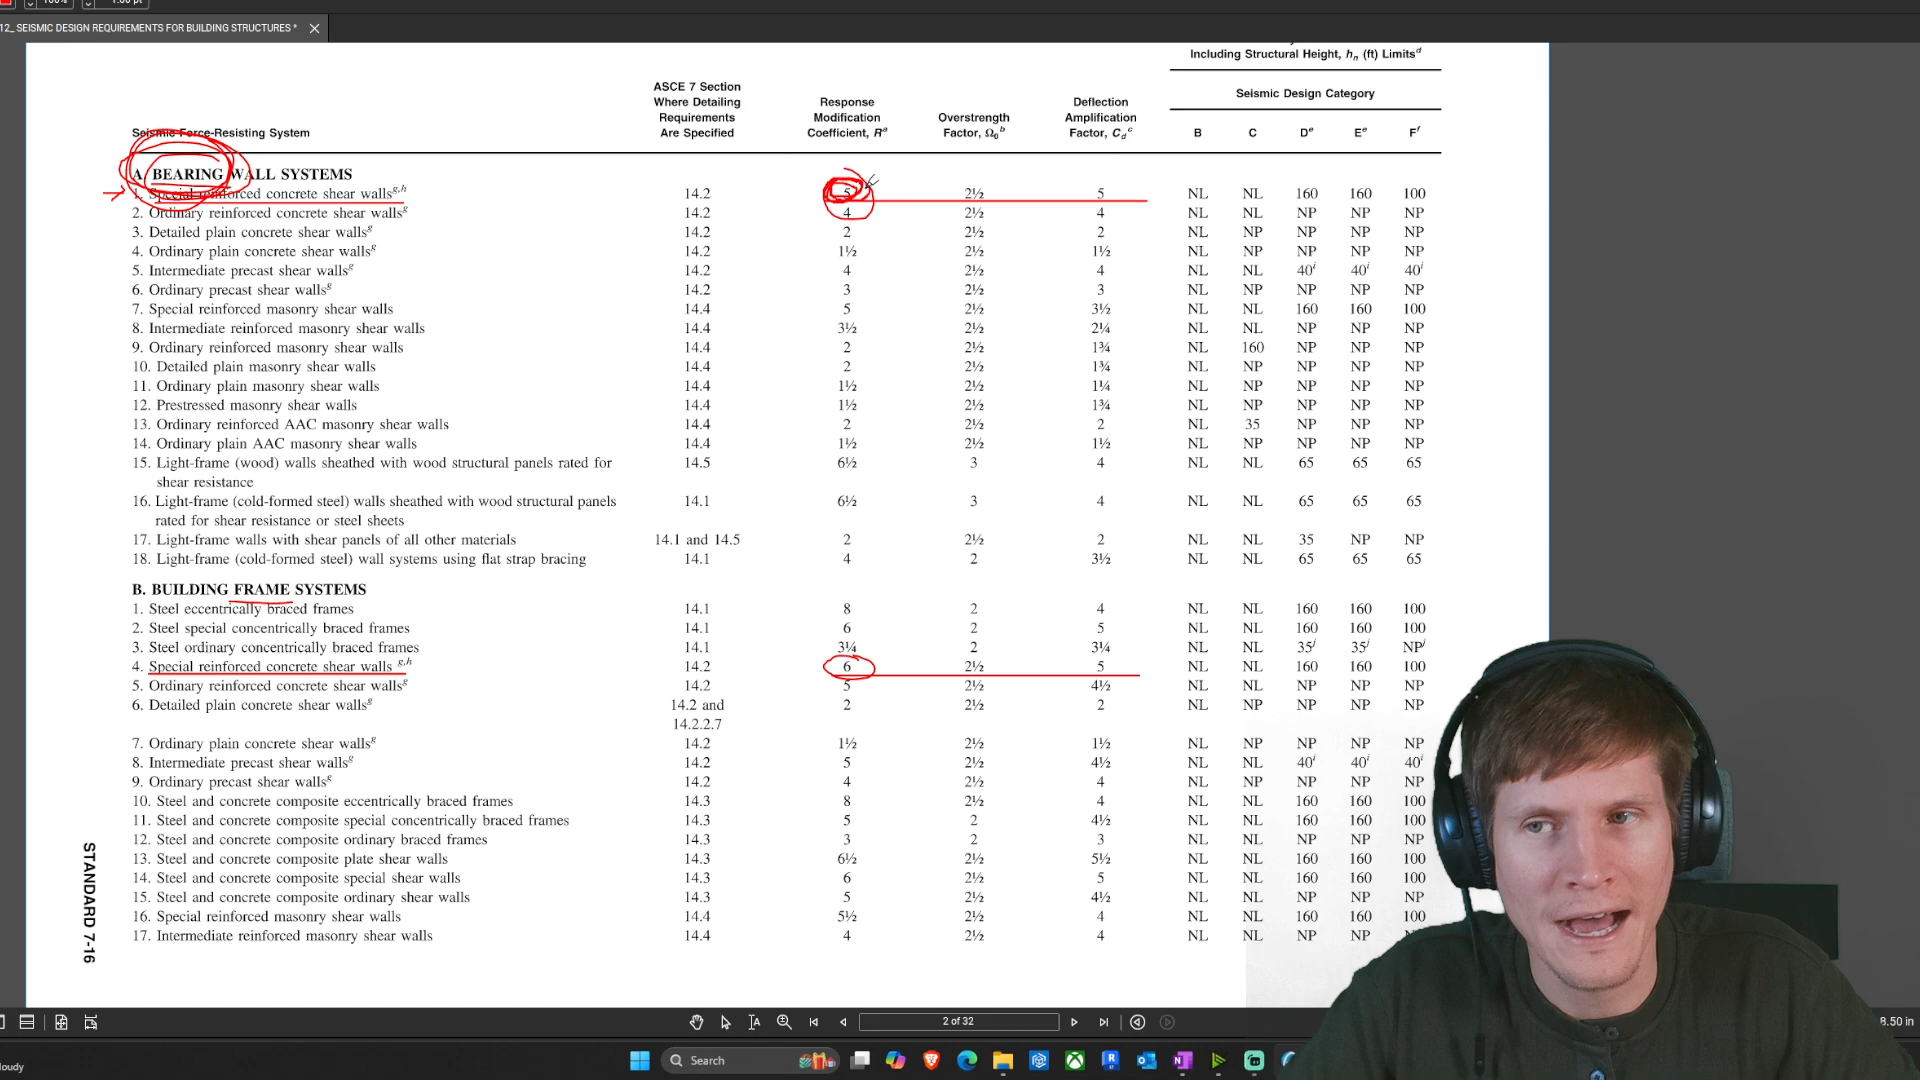 100%
1.00 pt
12_ SEISMIC DESIGN REQUIREMENTS FOR BUILDING STRUCTURES *
Including Structural Height, hn (ft) Limitsd
Seismic Design Category
Seismic Force-Resisting System
ASCE 7 Section Where Detailing Requirements Are Specified
Response Modification Coefficient, Ra
Overstrength Factor, Ω0b
Deflection Amplification Factor, Cdc
B C De Ee Ff
A. BEARING WALL SYSTEMS
1. Special reinforced concrete shear wallsg,h 14.2 5 2½ 5 NL NL 160 160 100
2. Ordinary reinforced concrete shear wallsg 14.2 4 2½ 4 NL NL NP NP NP
3. Detailed plain concrete shear wallsg 14.2 2 2½ 2 NL NP NP NP NP
4. Ordinary plain concrete shear wallsg 14.2 1½ 2½ 1½ NL NP NP NP NP
5. Intermediate precast shear wallsg 14.2 4 2½ 4 NL NL 40i 40i 40i
6. Ordinary precast shear wallsg 14.2 3 2½ 3 NL NP NP NP NP
7. Special reinforced masonry shear walls 14.4 5 2½ 3½ NL NL 160 160 100
8. Intermediate reinforced masonry shear walls 14.4 3½ 2½ 2¼ NL NL NP NP NP
9. Ordinary reinforced masonry shear walls 14.4 2 2½ 1¾ NL 160 NP NP NP
10. Detailed plain masonry shear walls 14.4 2 2½ 1¾ NL NP NP NP NP
11. Ordinary plain masonry shear walls 14.4 1½ 2½ 1¼ NL NP NP NP NP
12. Prestressed masonry shear walls 14.4 1½ 2½ 1¾ NL NP NP NP NP
13. Ordinary reinforced AAC masonry shear walls 14.4 2 2½ 2 NL 35 NP NP NP
14. Ordinary plain AAC masonry shear walls 14.4 1½ 2½ 1½ NL NP NP NP NP
15. Light-frame (wood) walls sheathed with wood structural panels rated for 14.5 6½ 3 4 NL NL 65 65 65
shear resistance
16. Light-frame (cold-formed steel) walls sheathed with wood structural panels 14.1 6½ 3 4 NL NL 65 65 65
rated for shear resistance or steel sheets
17. Light-frame walls with shear panels of all other materials 14.1 and 14.5 2 2½ 2 NL NL 35 NP NP
18. Light-frame (cold-formed steel) wall systems using flat strap bracing 14.1 4 2 3½ NL NL 65 65 65
B. BUILDING FRAME SYSTEMS
1. Steel eccentrically braced frames 14.1 8 2 4 NL NL 160 160 100
2. Steel special concentrically braced frames 14.1 6 2 5 NL NL 160 160 100
3. Steel ordinary concentrically braced frames 14.1 3¼ 2 3¼ NL NL 35j 35j NPj
4. Special reinforced concrete shear walls g,h 14.2 6 2½ 5 NL NL 160 160 100
5. Ordinary reinforced concrete shear wallsg 14.2 5 2½ 4½ NL NL NP NP NP
6. Detailed plain concrete shear wallsg 14.2 and 2 2½ 2 NL NP NP NP NP
14.2.2.7
7. Ordinary plain concrete shear wallsg 14.2 1½ 2½ 1½ NL NP NP NP NP
8. Intermediate precast shear wallsg 14.2 5 2½ 4½ NL NL 40i 40i 40i
9. Ordinary precast shear wallsg 14.2 4 2½ 4 NL NP NP NP NP
10. Steel and concrete composite eccentrically braced frames 14.3 8 2½ 4 NL NL 160 160 100
11. Steel and concrete composite special concentrically braced frames 14.3 5 2 4½ NL NL 160 160 100
12. Steel and concrete composite ordinary braced frames 14.3 3 2 3 NL NL NP NP NP
13. Steel and concrete composite plate shear walls 14.3 6½ 2½ 5½ NL NL 160 160 100
14. Steel and concrete composite special shear walls 14.3 6 2½ 5 NL NL 160 160 100
15. Steel and concrete composite ordinary shear walls 14.3 5 2½ 4½ NL NL NP NP NP
16. Special reinforced masonry shear walls 14.4 5½ 2½ 4 NL NL 160 160 100
17. Intermediate reinforced masonry shear walls 14.4 4 2½ 4 NL NL NP NP
STANDARD 7-16
2 of 32
8.50 in
loudy
Search